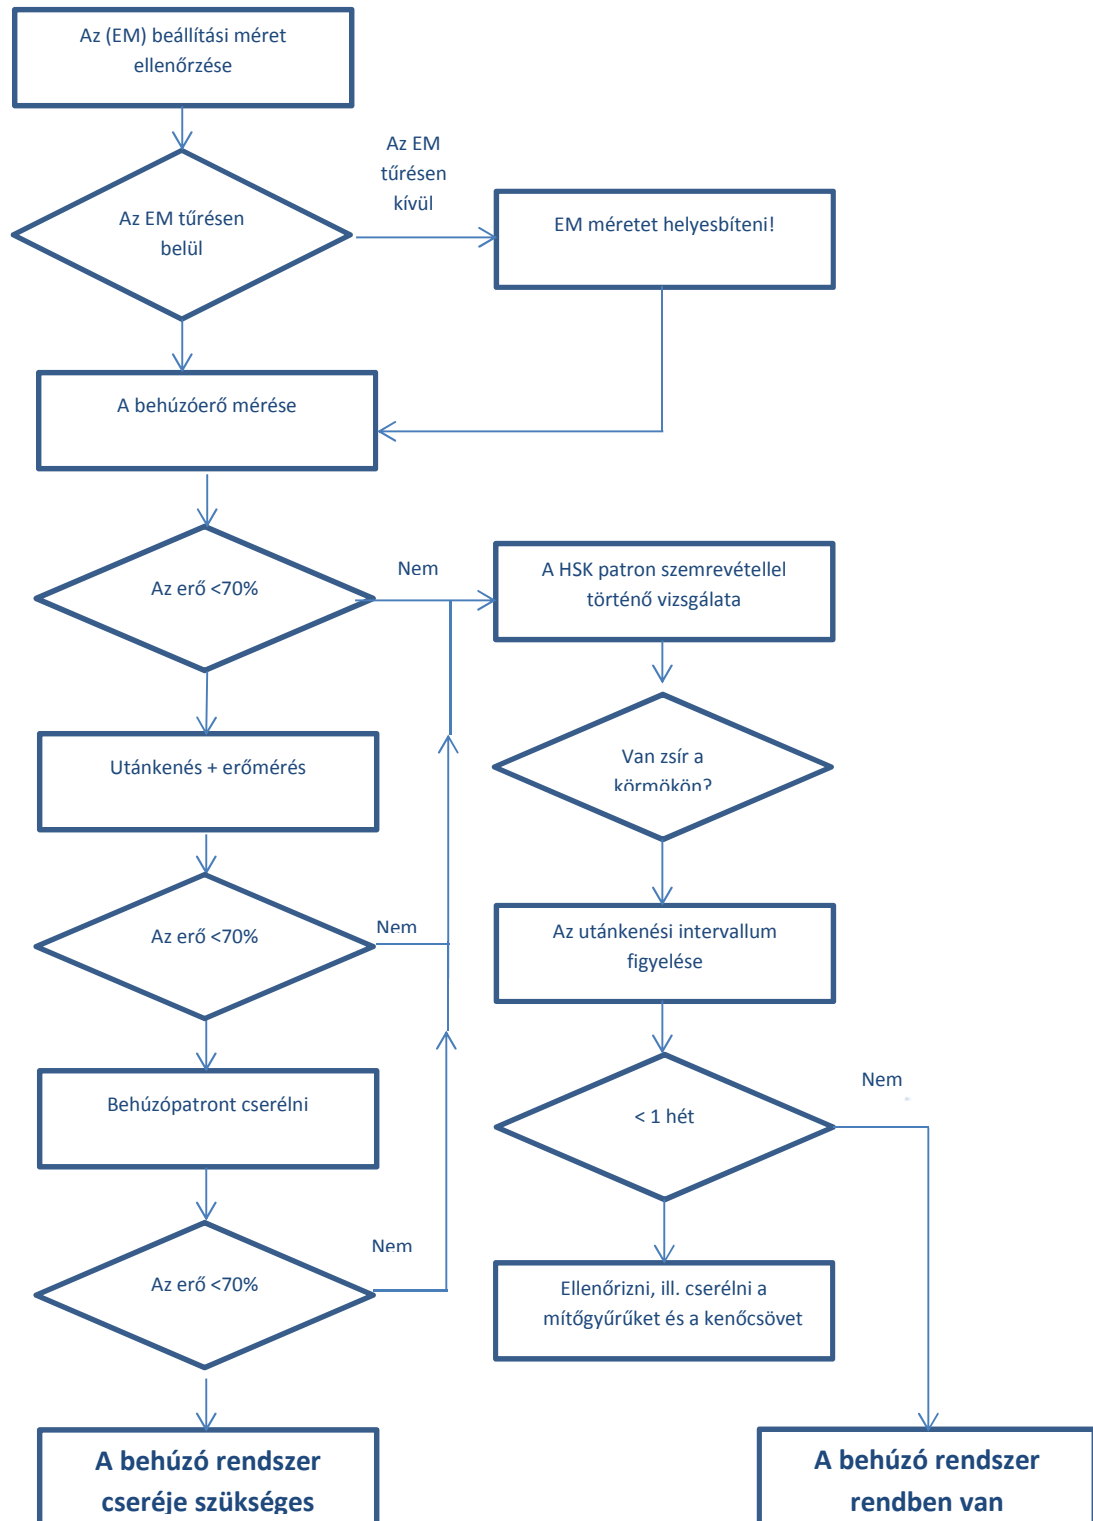 Az (EM) beállítási méret
ellenőrzése
Az EM
tűrésen
kívül
Az EM tűrésen
belül
EM méretet helyesbíteni!
A behúzóerő mérése
Az erő <70%
Nem
A HSK patron szemrevétellel
történő vizsgálata
Utánkenés + erőmérés
Van zsír a
körmökön?
Az erő <70%
Nem
Az utánkenési intervallum
figyelése
Behúzópatront cserélni
< 1 hét
Nem
Az erő <70%
Nem
Ellenőrizni, ill. cserélni a
mítőgyűrűket és a kenőcsövet
A behúzó rendszer
cseréje szükséges
A behúzó rendszer
rendben van